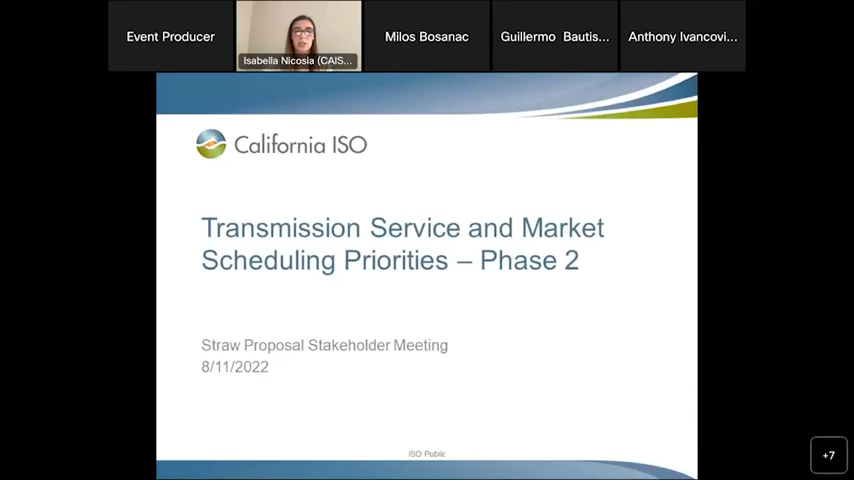 Event Producer
Isabella Nicosia (CAIS...
Milos Bosanac
Guillermo Bautis...
Anthony Ivancovi...
California ISO
Transmission Service and Market
Scheduling Priorities – Phase 2
Straw Proposal Stakeholder Meeting
8/11/2022
ISO Public
+7